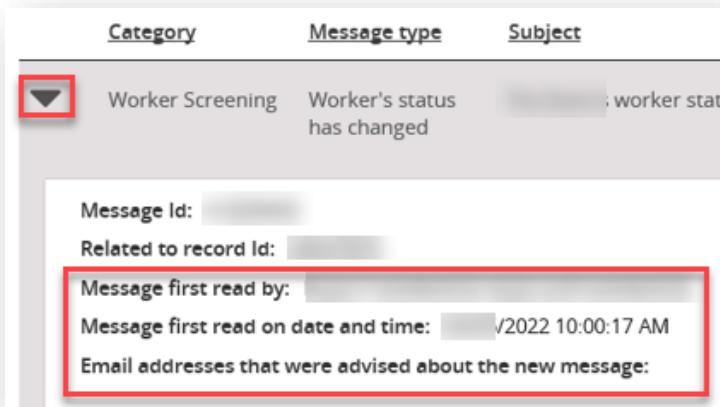 Category Message type Subject
Worker Screening Worker's status worker stat
has changed
Message Id:
Related to record Id:
Message first read by:
Message first read on date and time: /2022 10:00:17 AM
Email addresses that were advised about the new message: